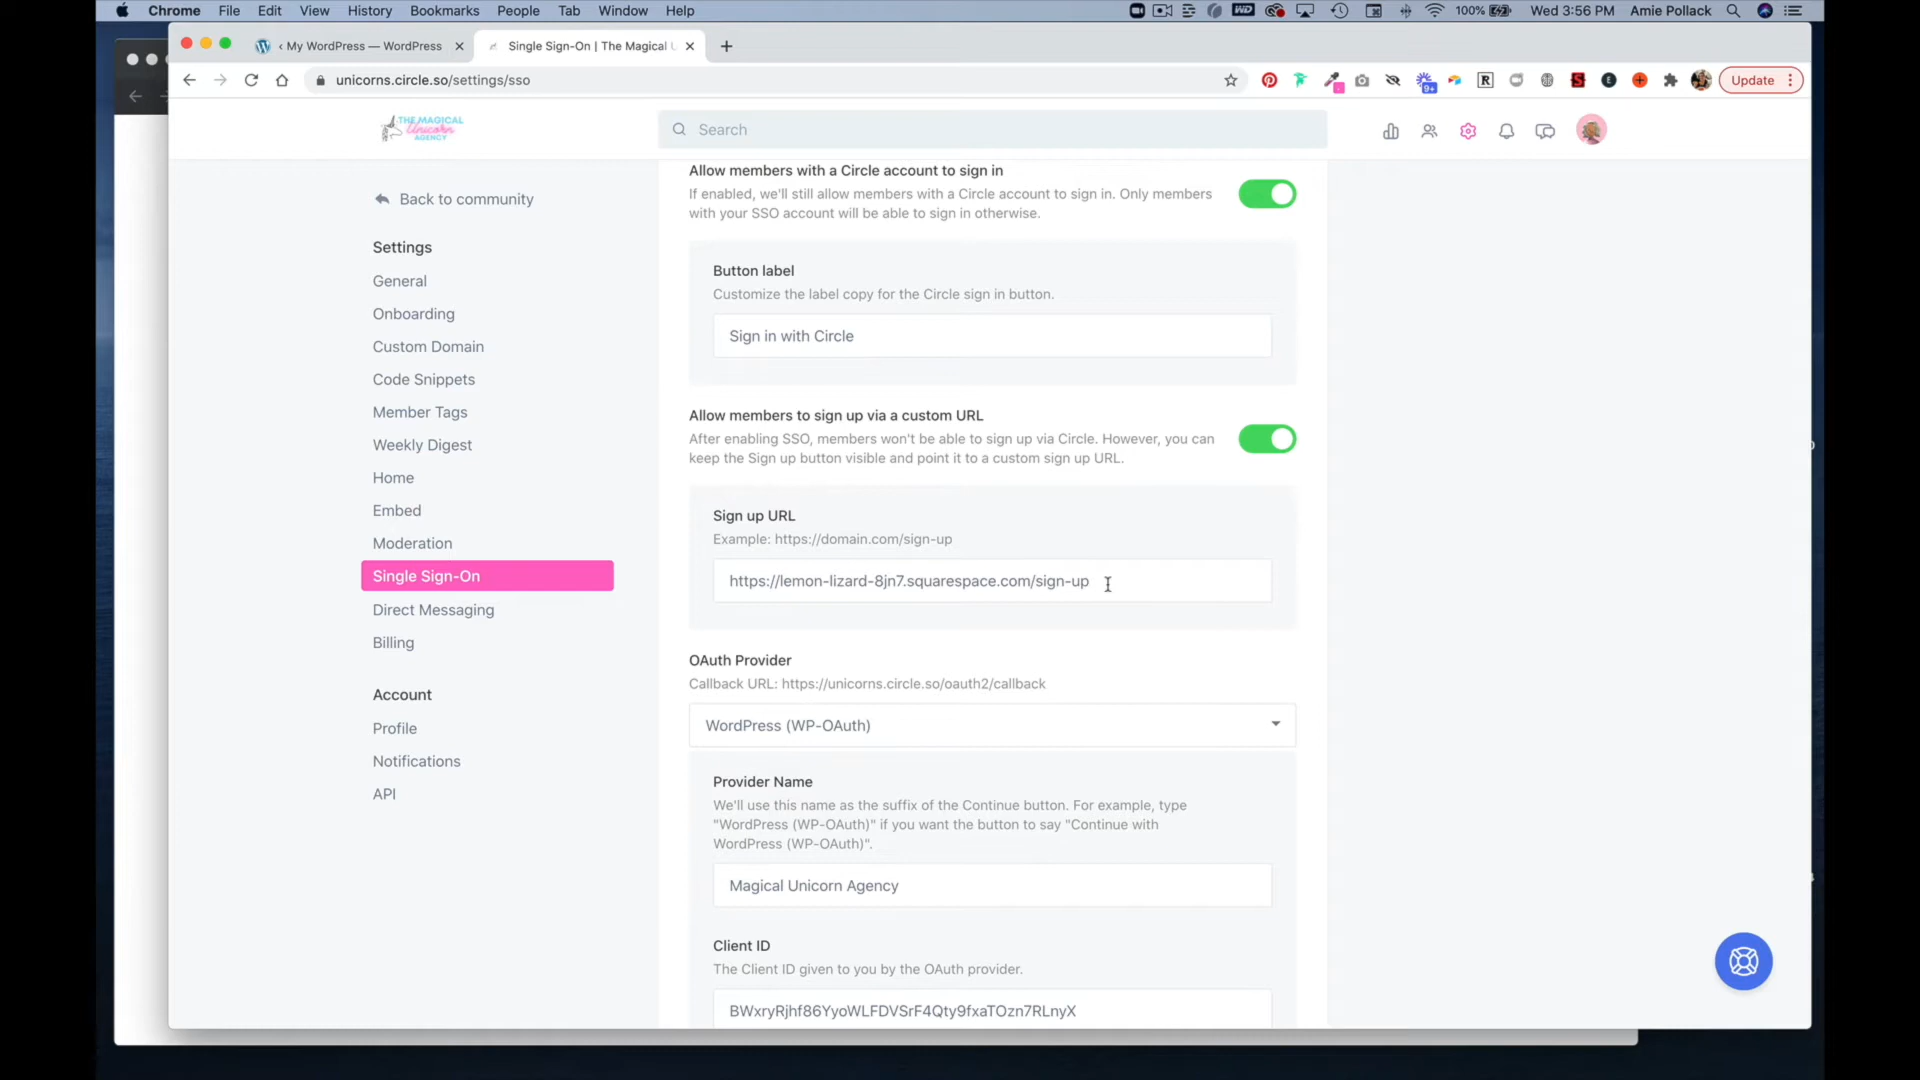 Chrome File Edit View History Bookmarks People Tab Window Help 100% Wed 3:56 PM Amie Pollack
‹ My WordPress — WordPress
Single Sign-On | The Magical U
unicorns.circle.so/settings/sso
9+
Update
THE MAGICAL
Unicorn
AGENCY
Search
Back to community
Settings
General
Onboarding
Custom Domain
Code Snippets
Member Tags
Weekly Digest
Home
Embed
Moderation
Single Sign-On
Direct Messaging
Billing
Account
Profile
Notifications
API
Allow members with a Circle account to sign in
If enabled, we'll still allow members with a Circle account to sign in. Only members
with your SSO account will be able to sign in otherwise.
Button label
Customize the label copy for the Circle sign in button.
Sign in with Circle
Allow members to sign up via a custom URL
After enabling SSO, members won't be able to sign up via Circle. However, you can
keep the Sign up button visible and point it to a custom sign up URL.
Sign up URL
Example: https://domain.com/sign-up
https://lemon-lizard-8jn7.squarespace.com/sign-up
OAuth Provider
Callback URL: https://unicorns.circle.so/oauth2/callback
WordPress (WP-OAuth)
Provider Name
We'll use this name as the suffix of the Continue button. For example, type
"WordPress (WP-OAuth)" if you want the button to say "Continue with
WordPress (WP-OAuth)".
Magical Unicorn Agency
Client ID
The Client ID given to you by the OAuth provider.
BWxryRjhf86YyoWLFDVSrF4Qty9fxaTOzn7RLnyX